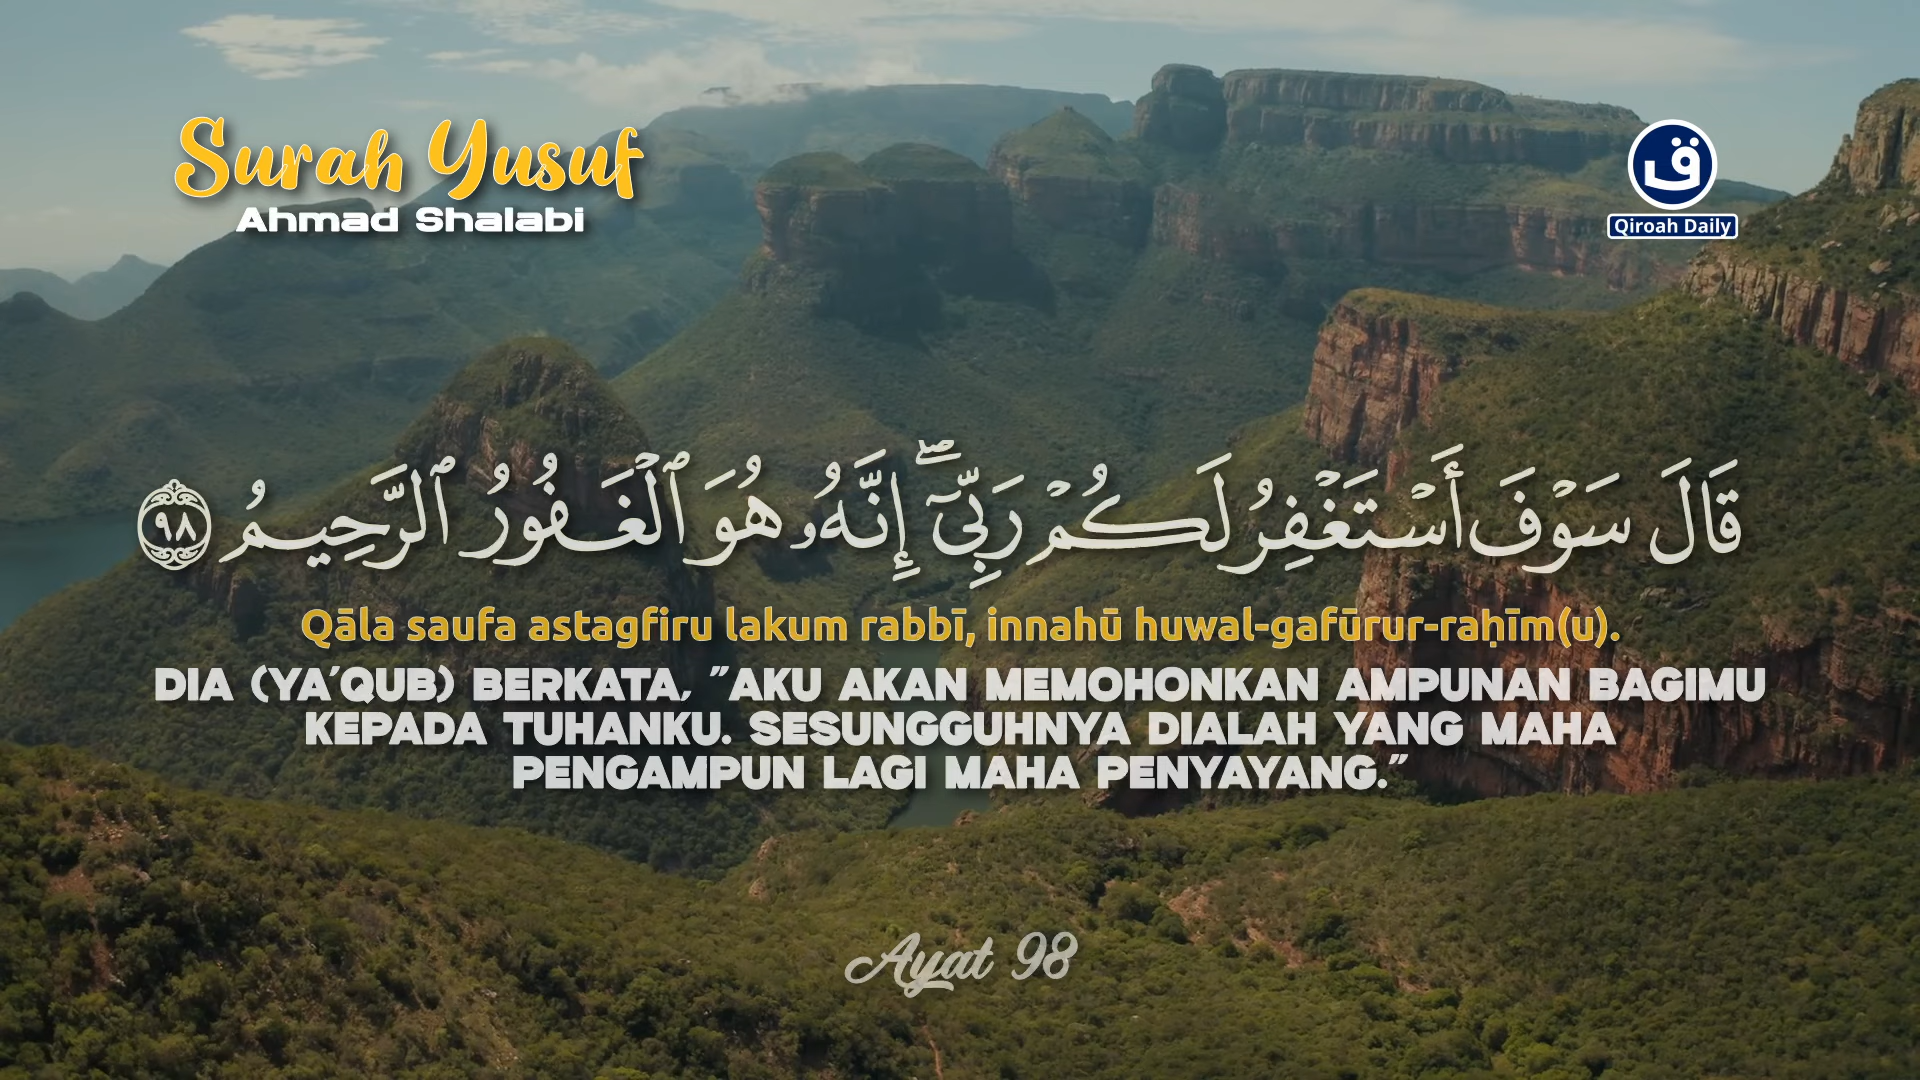 Surah Yusuf
Ahmad Shalabi
ق
Qiroah Daily
قَالَ سَوْفَ أَسْتَغْفِرُ لَكُمْ رَبِّىٓ ۖ إِنَّهُۥ هُوَ ٱلْغَفُورُ ٱلرَّحِيمُ ٩٨
Qāla saufa astagfiru lakum rabbī, innahū huwal-gafūrur-raḥīm(u).
DIA (YA'QUB) BERKATA, "AKU AKAN MEMOHONKAN AMPUNAN BAGIMU
KEPADA TUHANKU. SESUNGGUHNYA DIALAH YANG MAHA
PENGAMPUN LAGI MAHA PENYAYANG."
Ayat 98